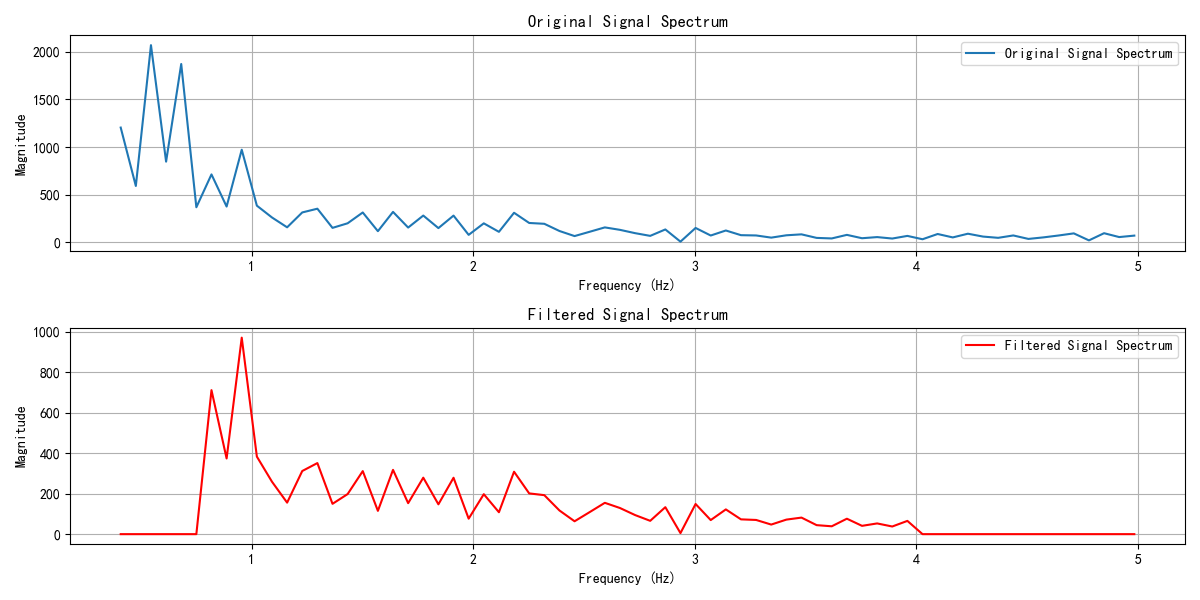 Original Signal Spectrum
Original Signal Spectrum
2000
1500
1000
500
0
Magnitude
1 2 3 4 5
Frequency (Hz)
Filtered Signal Spectrum
Filtered Signal Spectrum
1000
800
600
400
200
0
Magnitude
1 2 3 4 5
Frequency (Hz)